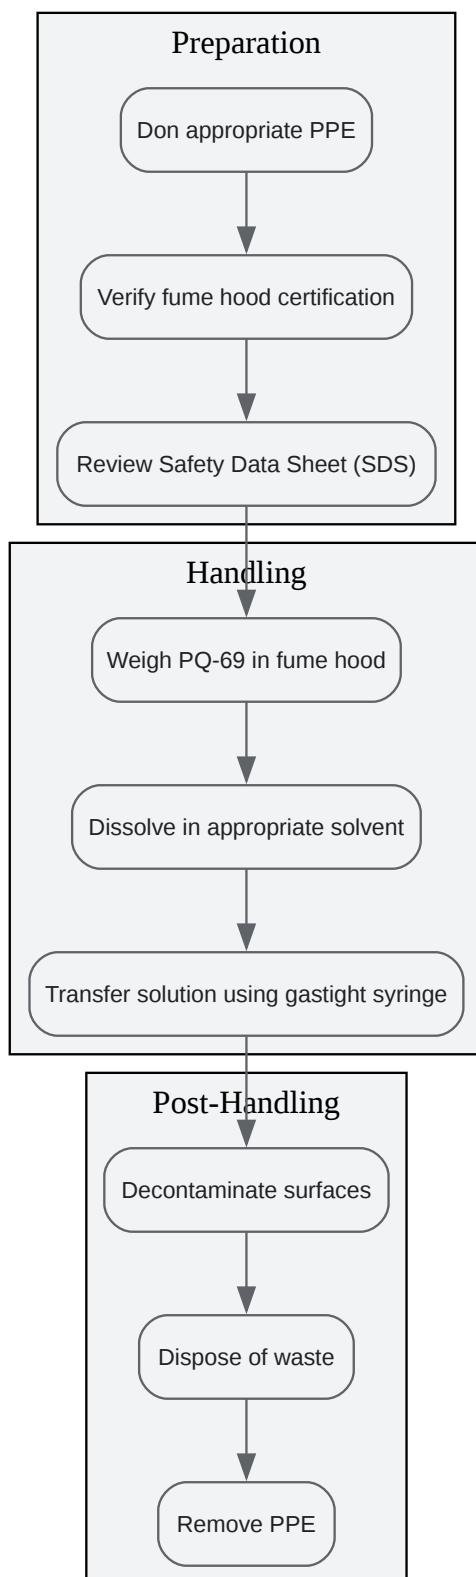 Preparation
Don appropriate PPE
Verify fume hood certification
Review Safety Data Sheet (SDS)
Handling
Weigh PQ-69 in fume hood
Dissolve in appropriate solvent
Transfer solution using gastight syringe
Post-Handling
Decontaminate surfaces
Dispose of waste
Remove PPE